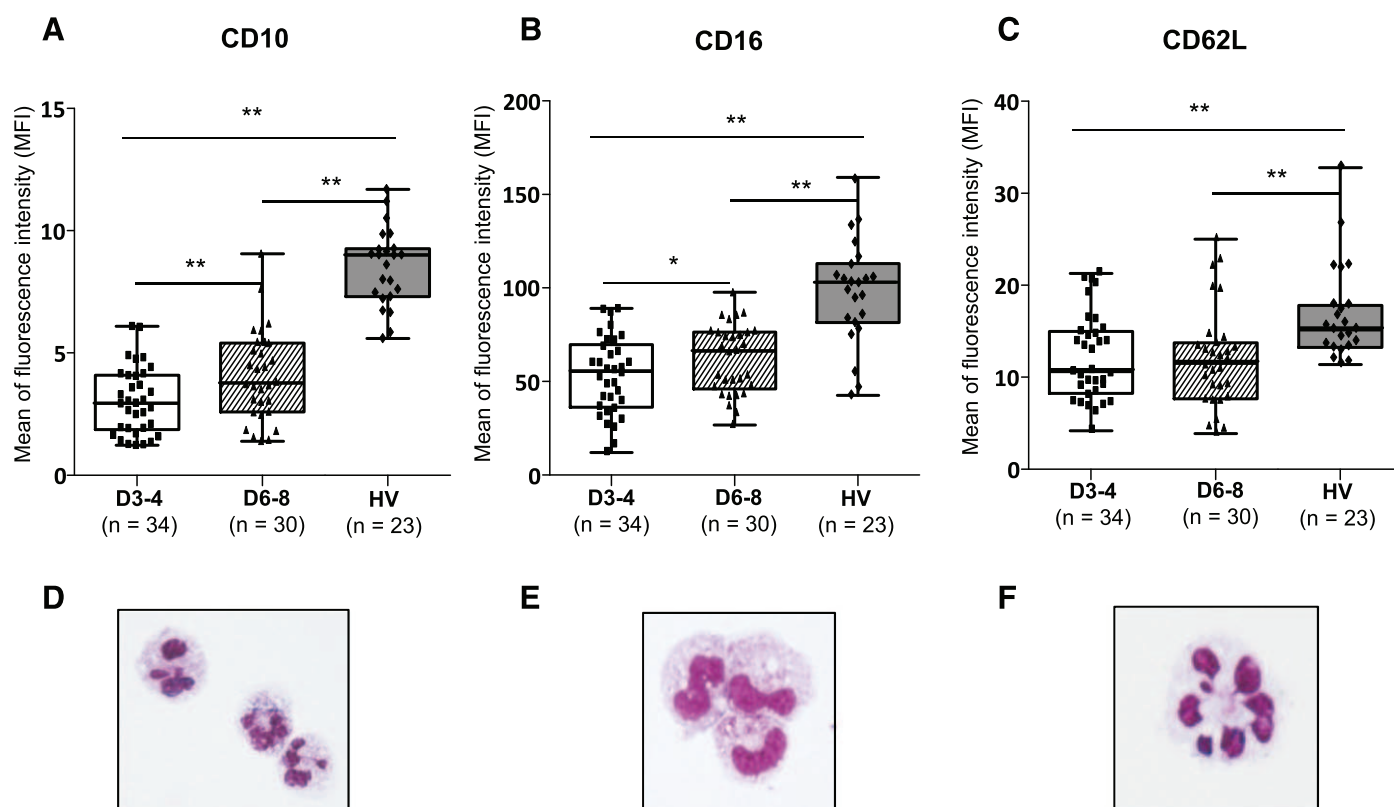 A
CD10
Mean of fluorescence intensity (MFI)
15
10
5
0
**
**
**
D3-4
(n = 34)
D6-8
(n = 30)
HV
(n = 23)
B
CD16
Mean of fluorescence intensity (MFI)
200
150
100
50
0
**
**
*
D3-4
(n = 34)
D6-8
(n = 30)
HV
(n = 23)
C
CD62L
Mean of fluorescence intensity (MFI)
40
30
20
10
0
**
**
D3-4
(n = 34)
D6-8
(n = 30)
HV
(n = 23)
D
E
F